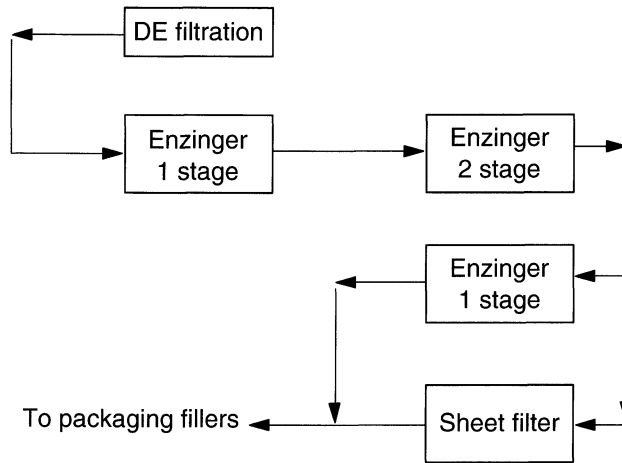 DE filtration
Enzinger
1 stage
Enzinger
2 stage
Enzinger
1 stage
To packaging fillers
Sheet filter